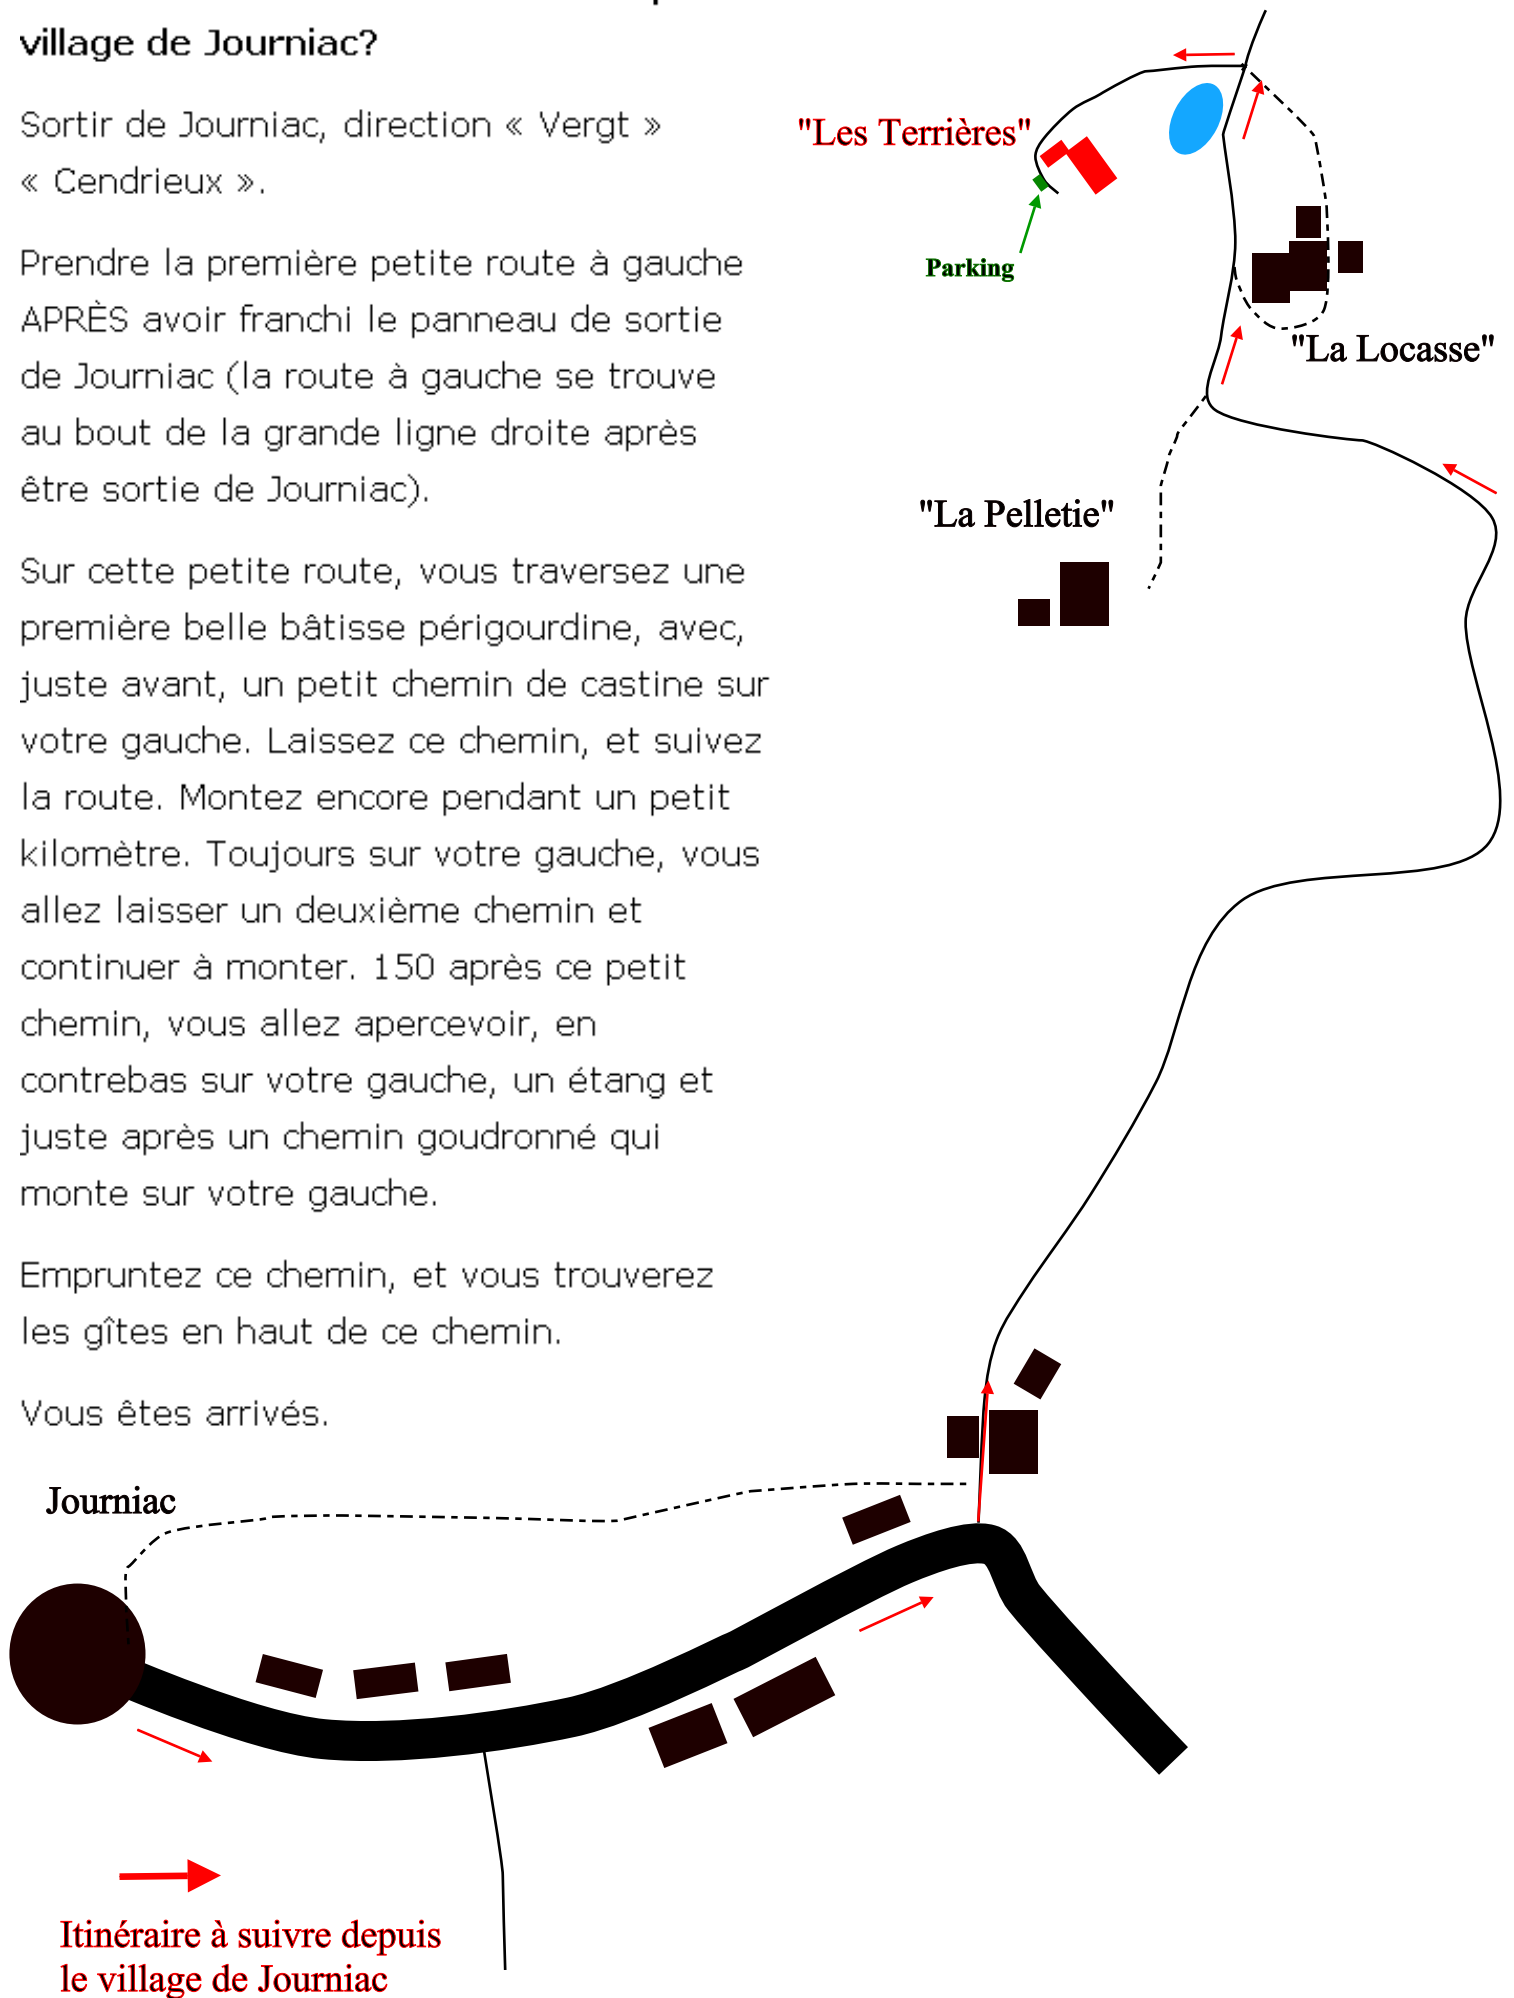 village de Journiac?
Sortir de Journiac, direction « Vergt »
« Cendrieux ».
Prendre la première petite route à gauche
APRÈS avoir franchi le panneau de sortie
de Journiac (la route à gauche se trouve
au bout de la grande ligne droite après
être sortie de Journiac).
Sur cette petite route, vous traversez une
première belle bâtisse périgourdine, avec,
juste avant, un petit chemin de castine sur
votre gauche. Laissez ce chemin, et suivez
la route. Montez encore pendant un petit
kilomètre. Toujours sur votre gauche, vous
allez laisser un deuxième chemin et
continuer à monter. 150 après ce petit
chemin, vous allez apercevoir, en
contrebas sur votre gauche, un étang et
juste après un chemin goudronné qui
monte sur votre gauche.
Empruntez ce chemin, et vous trouverez
les gîtes en haut de ce chemin.
Vous êtes arrivés.
"Les Terrières"
Parking
"La Locasse"
"La Pelletie"
Journiac
Itinéraire à suivre depuis
le village de Journiac